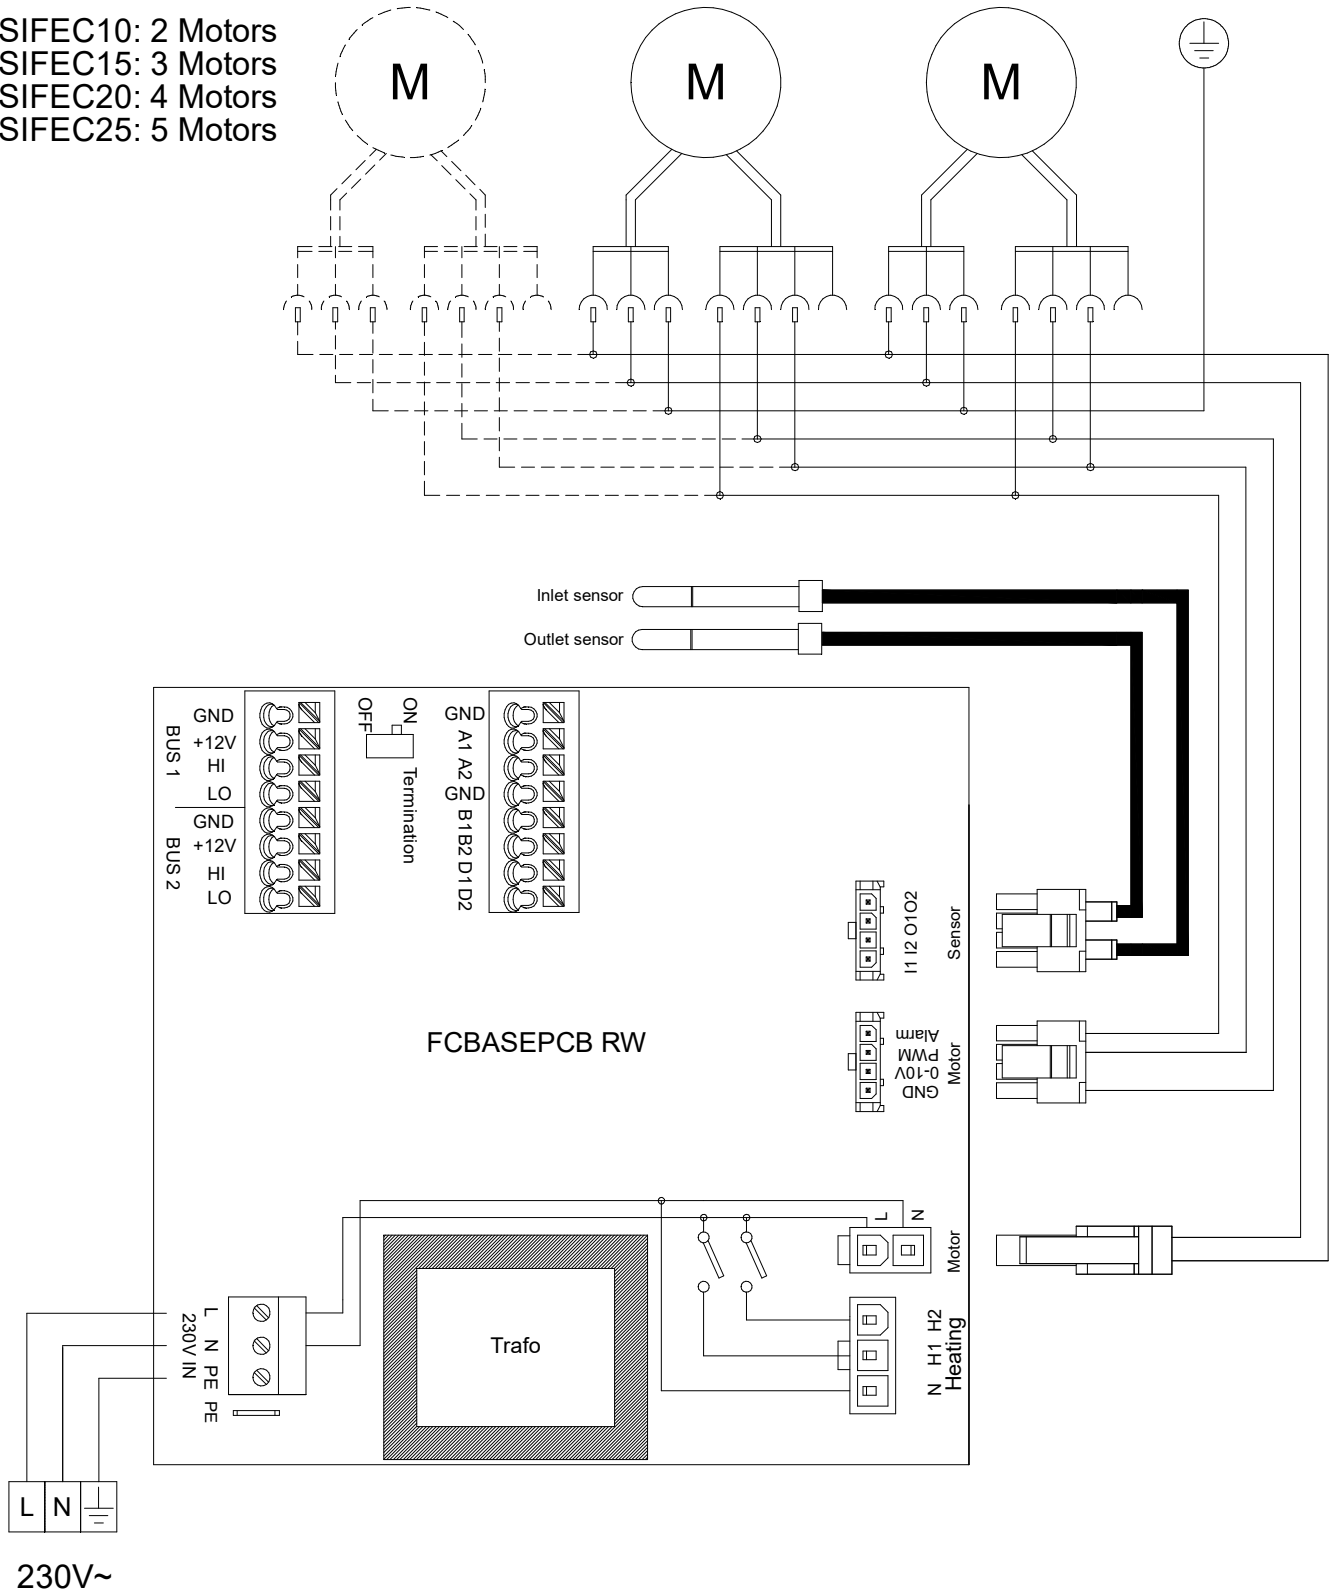 SIFEC10: 2 Motors
SIFEC15: 3 Motors
SIFEC20: 4 Motors
SIFEC25: 5 Motors
M
M
M
Inlet sensor
Outlet sensor
BUS 1
GND
+12V
HI
LO
BUS 2
GND
+12V
HI
LO
OFF
ON
Termination
GND
A1
A2
GND
B1
B2
D1
D2
I1 I2 O1O2
Sensor
FCBASEPCB RW
Alarm
PWM
0-10V
GND
Motor
L
N
Motor
N H1 H2
Heating
Trafo
230V IN
L
N
PE
PE
L
N
230V~